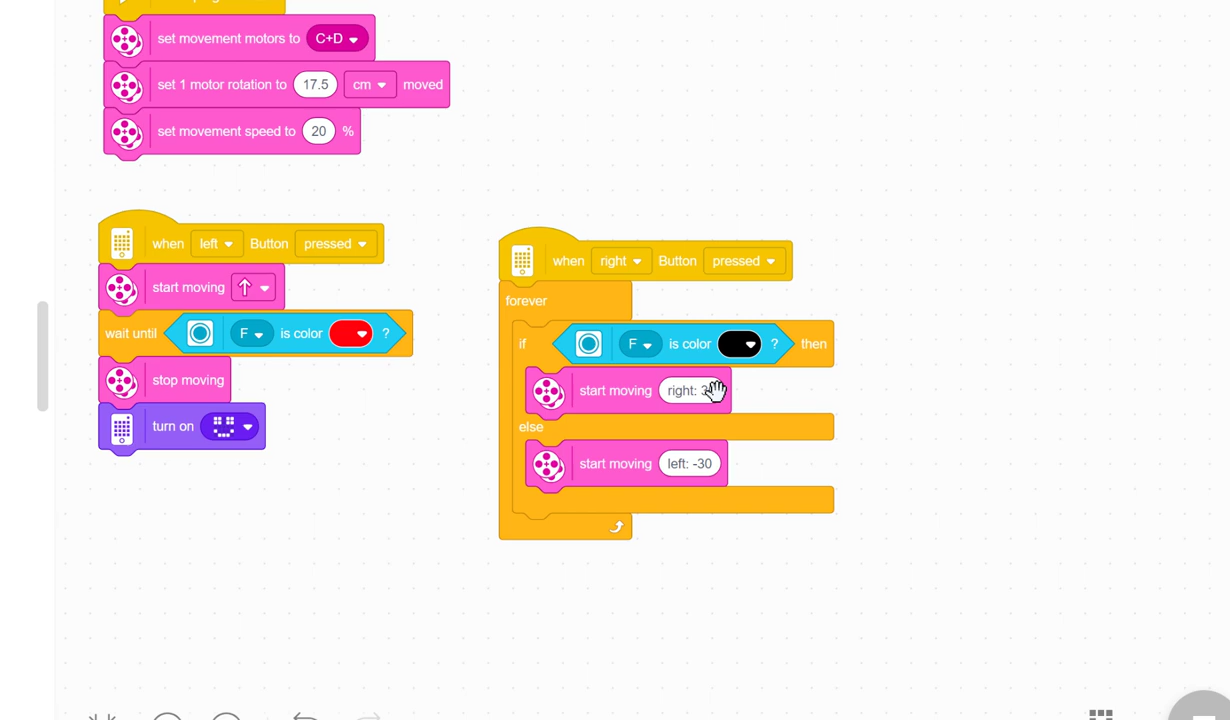 set movement motors to C+D
set 1 motor rotation to 17.5 cm moved
set movement speed to 20 %
when left Button pressed
start moving
wait until F is color ?
stop moving
turn on
when right Button pressed
forever
if F is color ? then
start moving right:
else
start moving left: -30